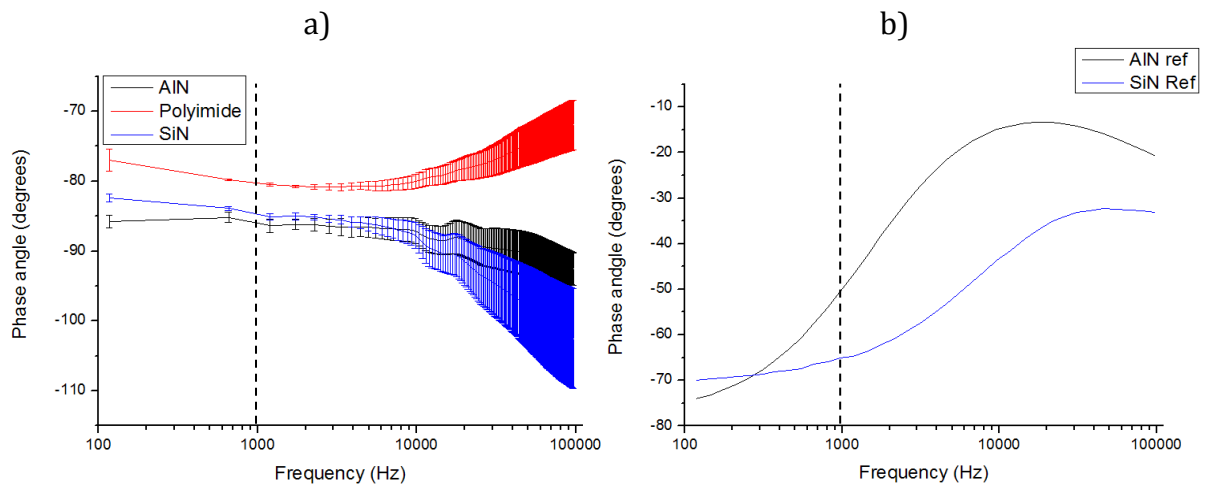 a)
AlN
Polyimide
SiN
Phase angle (degrees)
-70
-80
-90
-100
-110
100
1000
10000
100000
Frequency (Hz)
b)
AlN ref
SiN Ref
Phase andgle (degrees)
-10
-20
-30
-40
-50
-60
-70
-80
100
1000
10000
100000
Frequency (Hz)